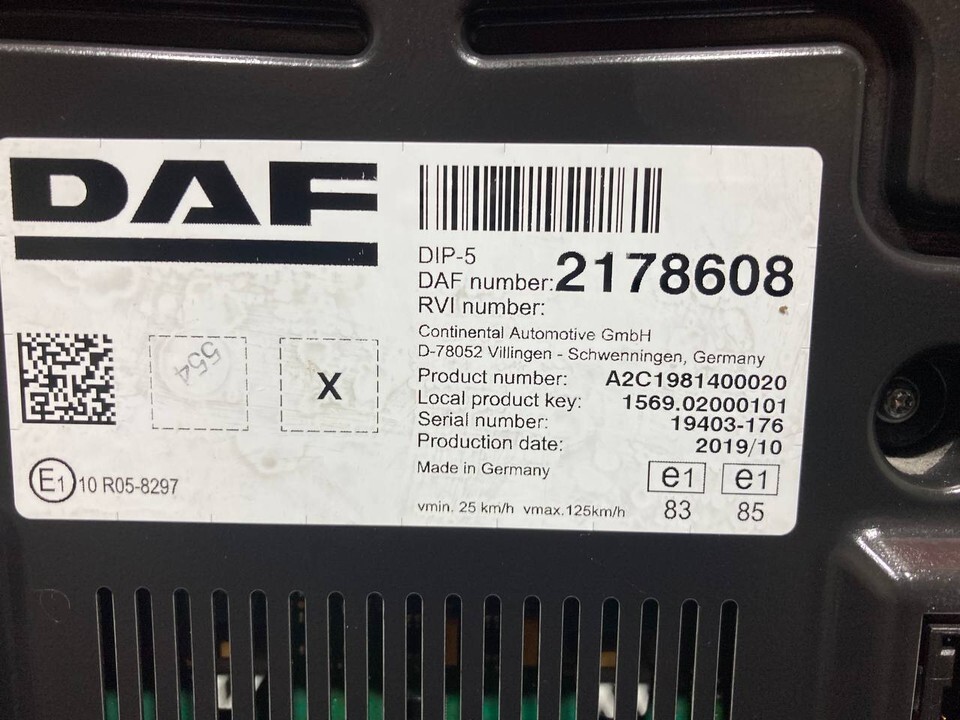 DAF
DIP-5
DAF number: 2178608
RVI number:
Continental Automotive GmbH
D-78052 Villingen - Schwenningen, Germany
Product number: A2C1981400020
Local product key: 1569.02000101
Serial number: 19403-176
Production date: 2019/10
Made in Germany
e1 e1
83 85
vmin. 25 km/h vmax.125km/h
554
X
E1 10 R05-8297